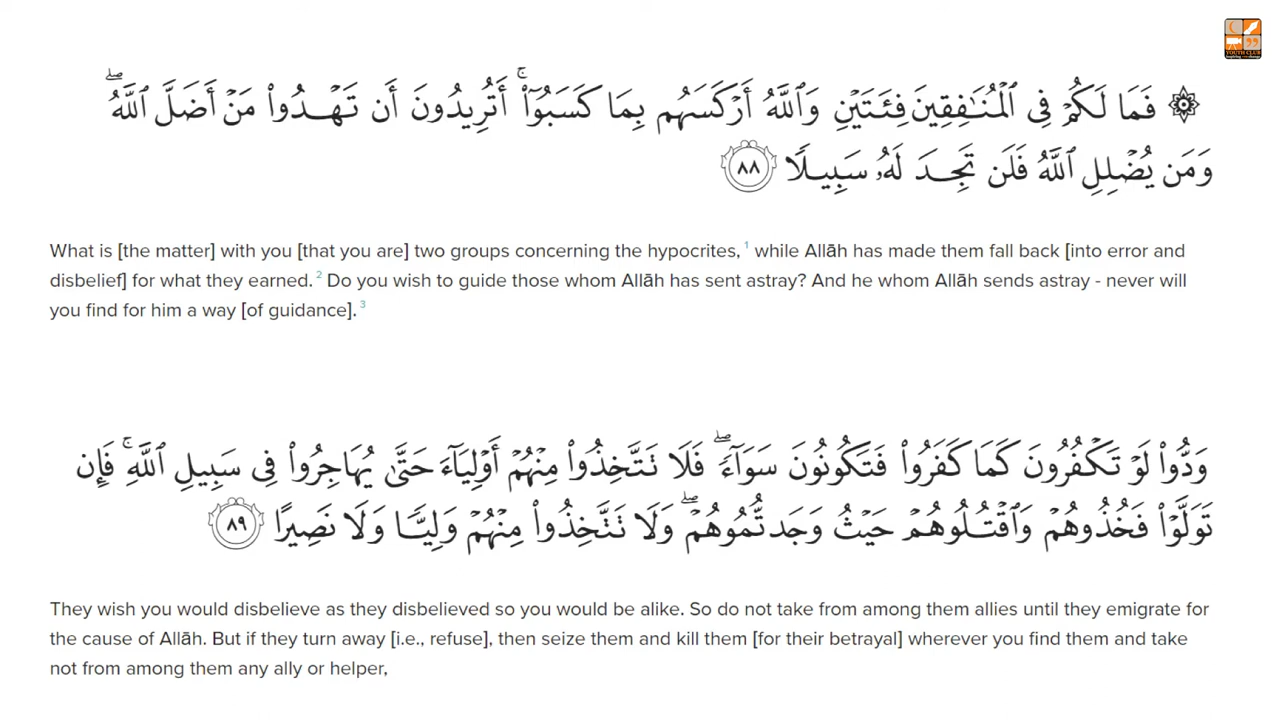 ۞ فَمَا لَكُمْ فِى ٱلْمُنَـٰفِقِينَ فِئَتَيْنِ وَٱللَّهُ أَرْكَسَهُم بِمَا كَسَبُوٓا۟ ۚ أَتُرِيدُونَ أَن تَهْدُوا۟ مَنْ أَضَلَّ ٱللَّهُ ۖ
وَمَن يُضْلِلِ ٱللَّهُ فَلَن تَجِدَ لَهُۥ سَبِيلًا ٨٨
What is [the matter] with you [that you are] two groups concerning the hypocrites, 1 while Allāh has made them fall back [into error and
disbelief] for what they earned. 2 Do you wish to guide those whom Allāh has sent astray? And he whom Allāh sends astray - never will
you find for him a way [of guidance]. 3
وَدُّوا۟ لَوْ تَكْفُرُونَ كَمَا كَفَرُوا۟ فَتَكُونُونَ سَوَآءً ۖ فَلَا تَتَّخِذُوا۟ مِنْهُمْ أَوْلِيَآءَ حَتَّىٰ يُهَاجِرُوا۟ فِى سَبِيلِ ٱللَّهِ ۚ فَإِن
تَوَلَّوْا۟ فَخُذُوهُمْ وَٱقْتُلُوهُمْ حَيْثُ وَجَدتُّمُوهُمْ ۖ وَلَا تَتَّخِذُوا۟ مِنْهُمْ وَلِيًّا وَلَا نَصِيرًا ٨٩
They wish you would disbelieve as they disbelieved so you would be alike. So do not take from among them allies until they emigrate for
the cause of Allāh. But if they turn away [i.e., refuse], then seize them and kill them [for their betrayal] wherever you find them and take
not from among them any ally or helper,
YOUTH CLUB